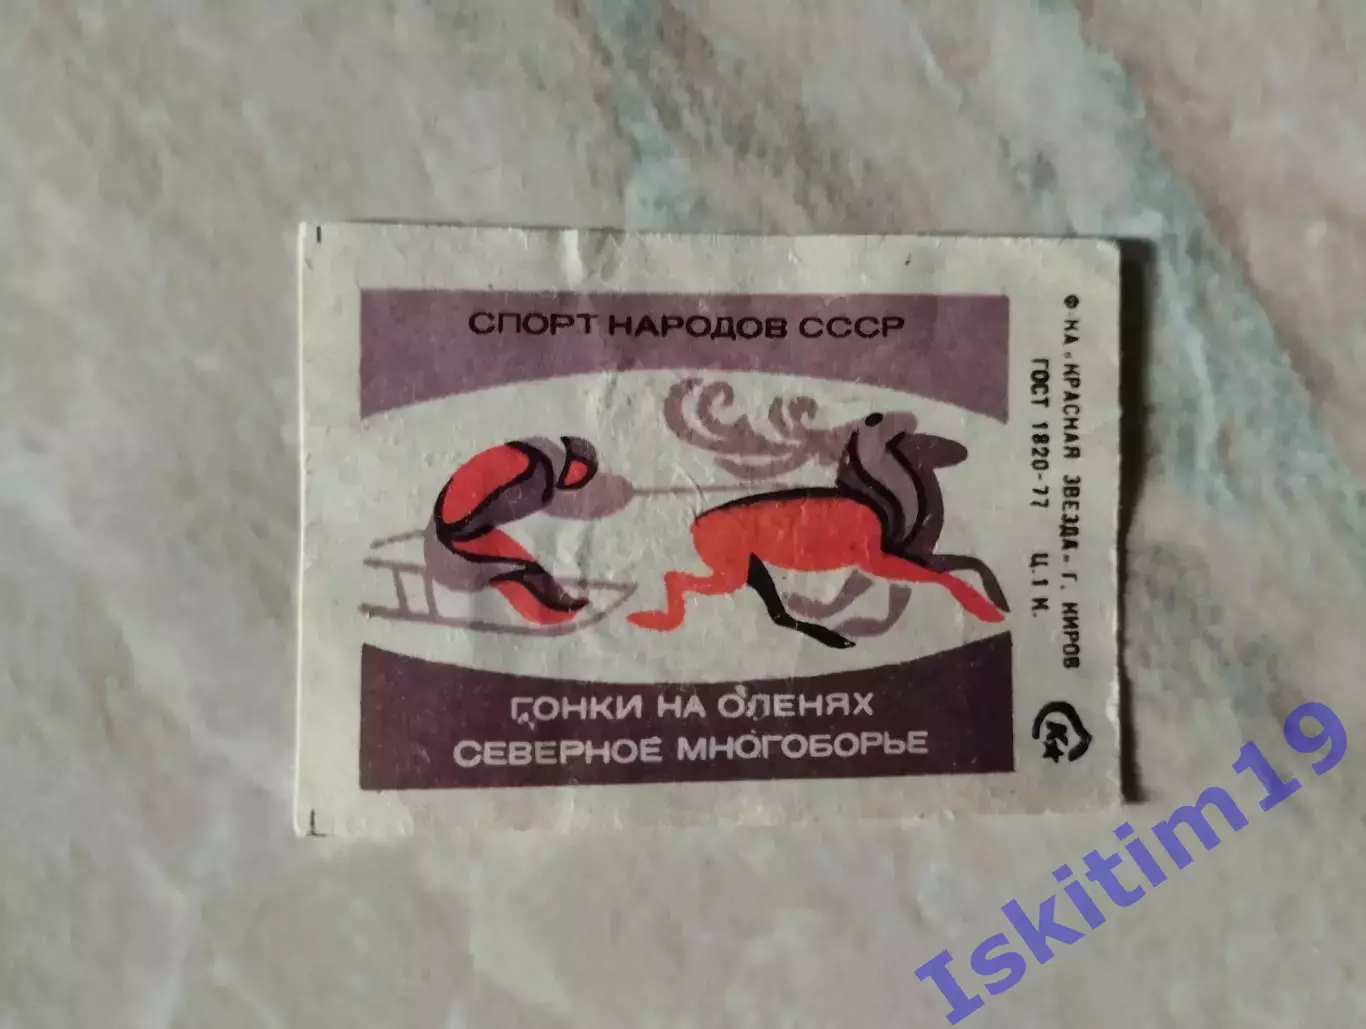 СПОРТ НАРОДОВ СССР
ГОНКИ НА ОЛЕНЯХ
СЕВЕРНОЕ МНОГОБОРЬЕ
Ф-КА „КРАСНАЯ ЗВЕЗДА" Г. КИРОВ
ГОСТ 1820-77 Ц. 1 К.
К
Iskitim19